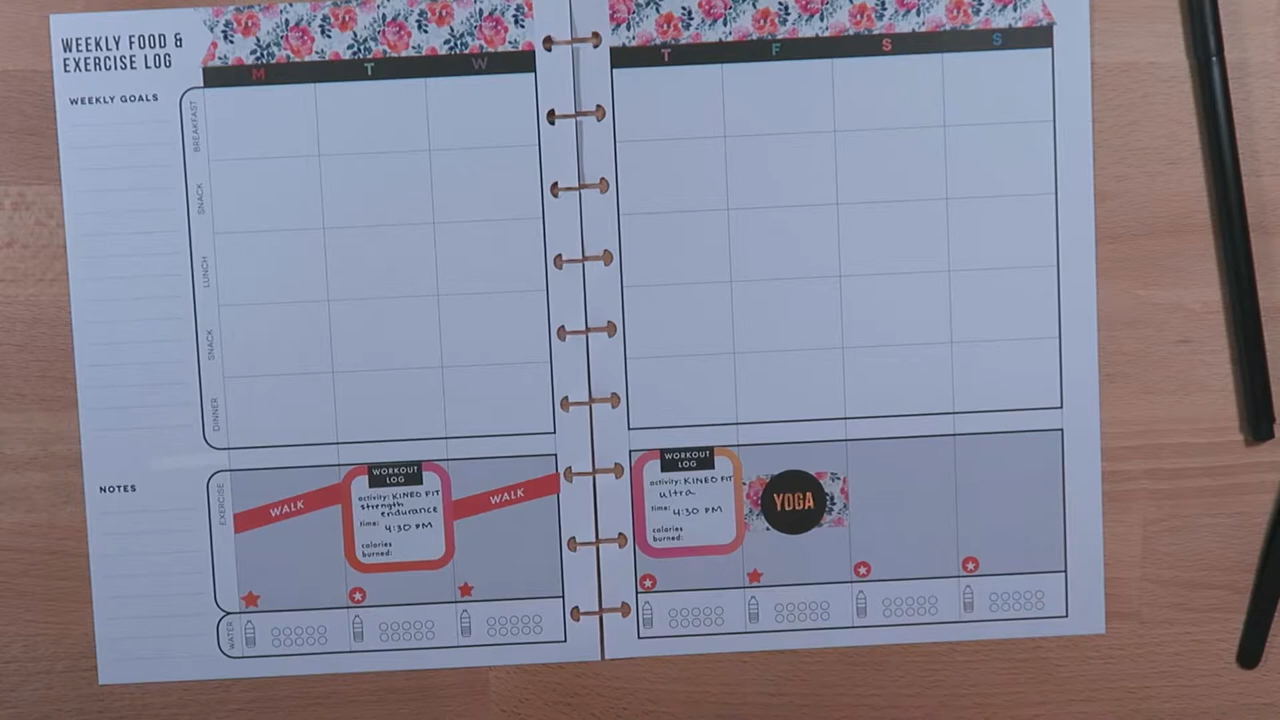 WEEKLY FOOD &
EXERCISE LOG
M T W T F S S
WEEKLY GOALS
BREAKFAST
SNACK
LUNCH
SNACK
DINNER
NOTES
EXERCISE
WALK
WORKOUT
LOG
activity: KINEO FIT
strength
endurance
time: 4:30 PM
calories
burned:
WALK
WORKOUT
LOG
activity: KINEO FIT
ultra
time: 4:30 PM
calories
burned:
YOGA
WATER